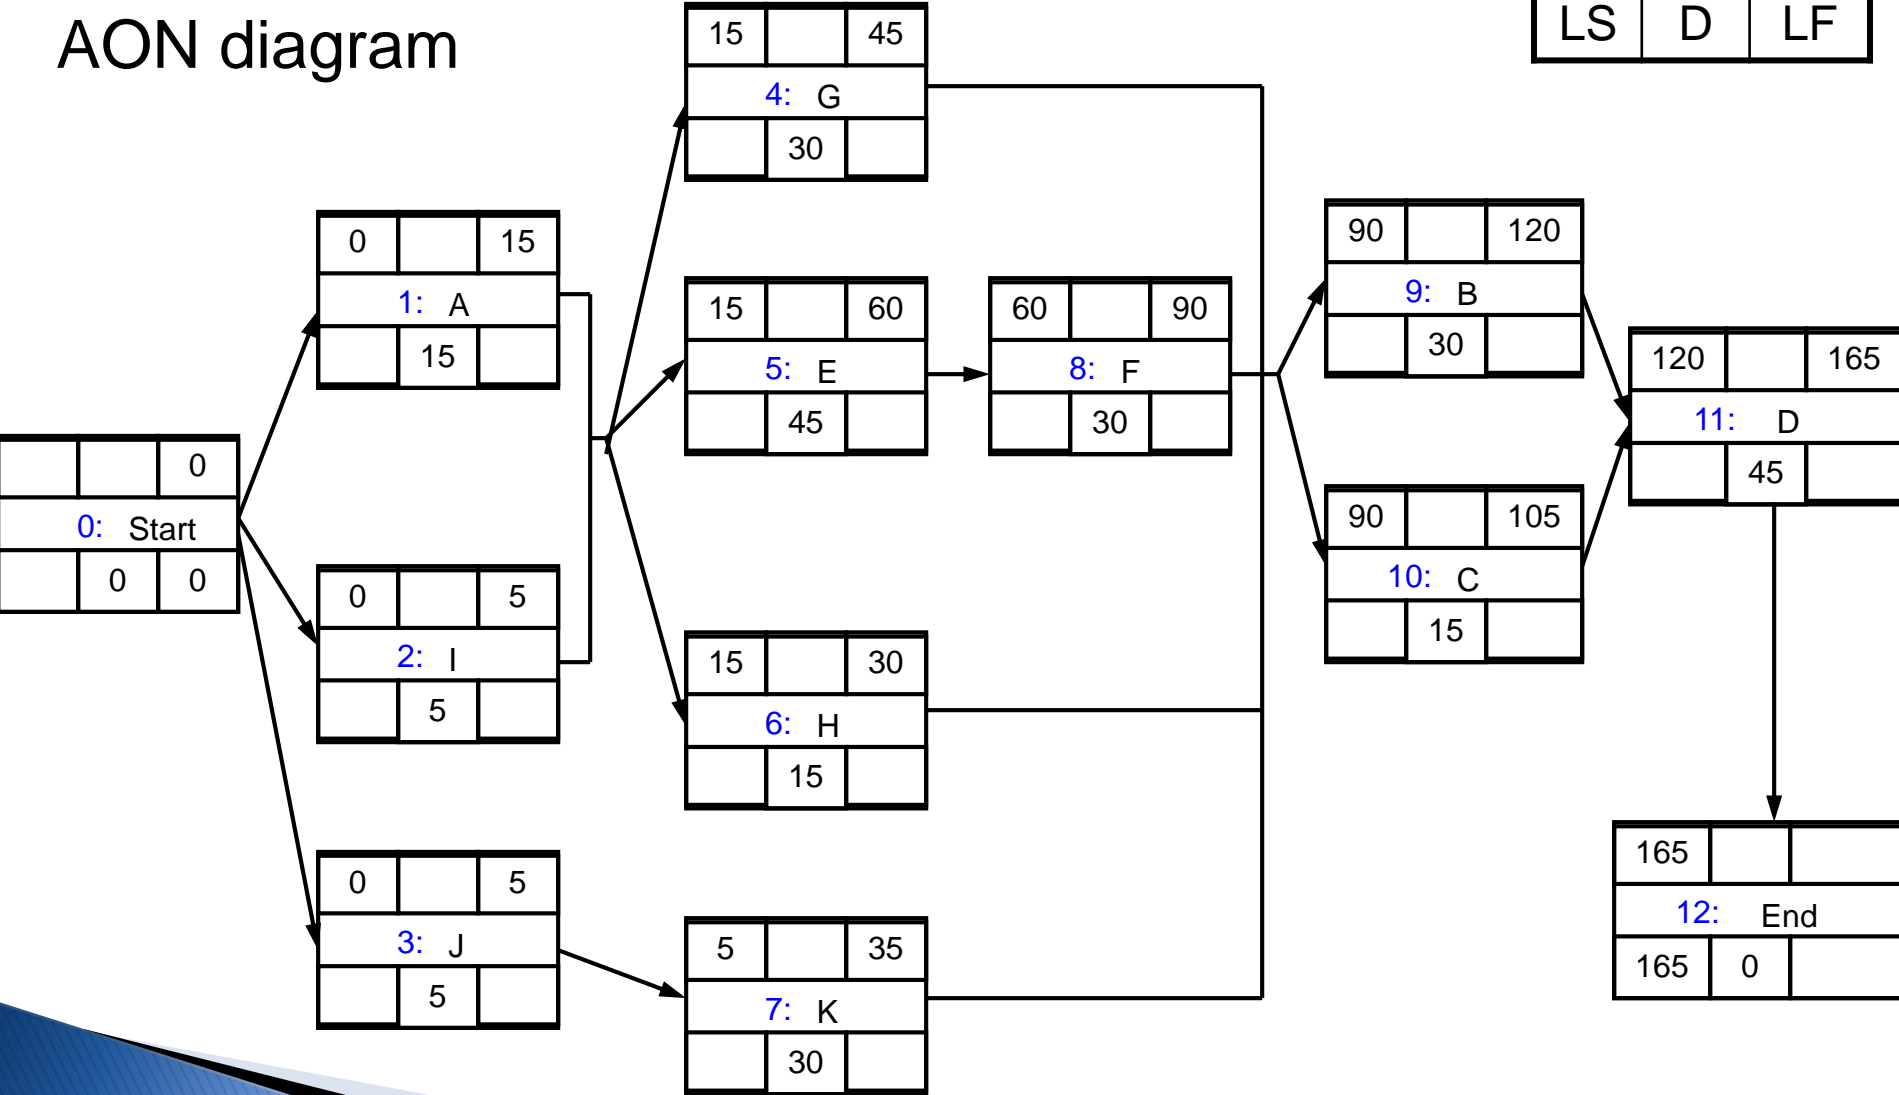 AON diagram
LS D LF
15 45
4: G
30
0 15
1: A
15
0
0: Start
0 0
0 5
2: I
5
0 5
3: J
5
15 60
5: E
45
60 90
8: F
30
15 30
6: H
15
5 35
7: K
30
90 120
9: B
30
90 105
10: C
15
120 165
11: D
45
165
12: End
165 0